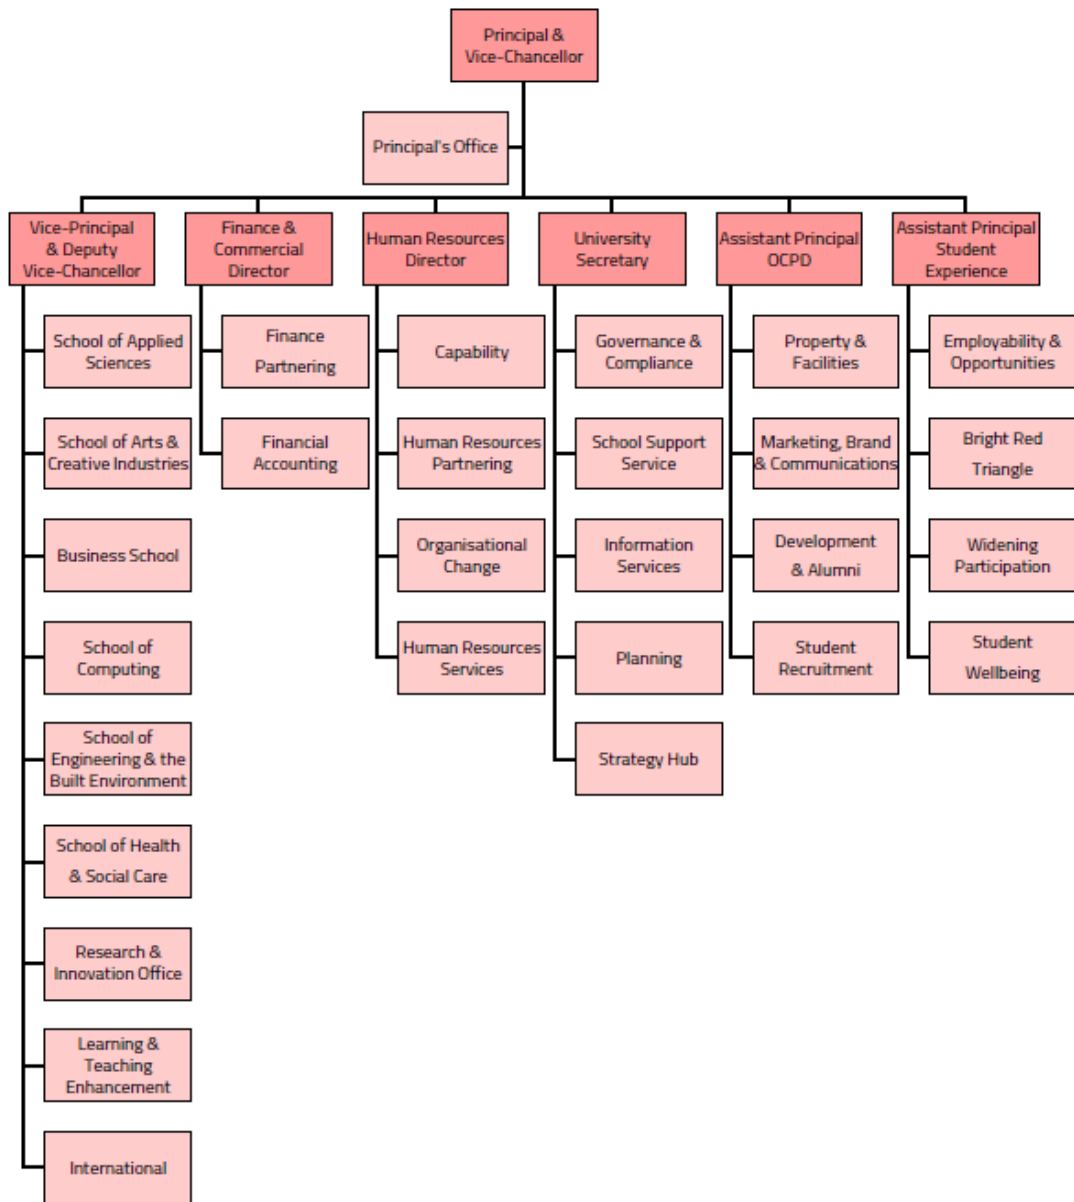 Principal &
Vice-Chancellor
Principal's Office
Vice-Principal
& Deputy
Vice-Chancellor
School of Applied
Sciences
School of Arts &
Creative Industries
Business School
School of
Computing
School of
Engineering & the
Built Environment
School of Health
& Social Care
Research &
Innovation Office
Learning &
Teaching
Enhancement
International
Finance &
Commercial
Director
Finance
Partnering
Financial
Accounting
Human Resources
Director
Capability
Human Resources
Partnering
Organisational
Change
Human Resources
Services
University
Secretary
Governance &
Compliance
School Support
Service
Information
Services
Planning
Strategy Hub
Assistant Principal
OCPD
Property &
Facilities
Marketing, Brand
& Communications
Development
& Alumni
Student
Recruitment
Assistant Principal
Student
Experience
Employability &
Opportunities
Bright Red
Triangle
Widening
Participation
Student
Wellbeing